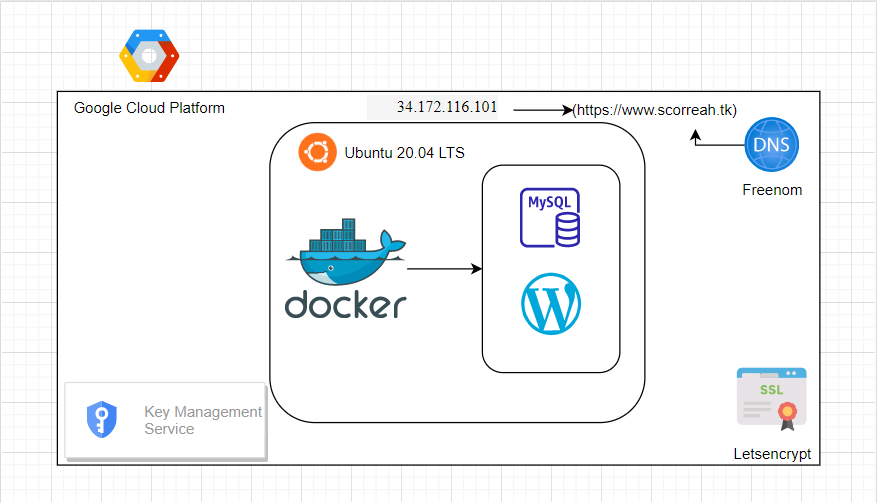 Google Cloud Platform
34.172.116.101
(https://www.scorreah.tk)
Ubuntu 20.04 LTS
DNS
Freenom
MySQL
docker
W
SSL
Key Management
Service
Letsencrypt